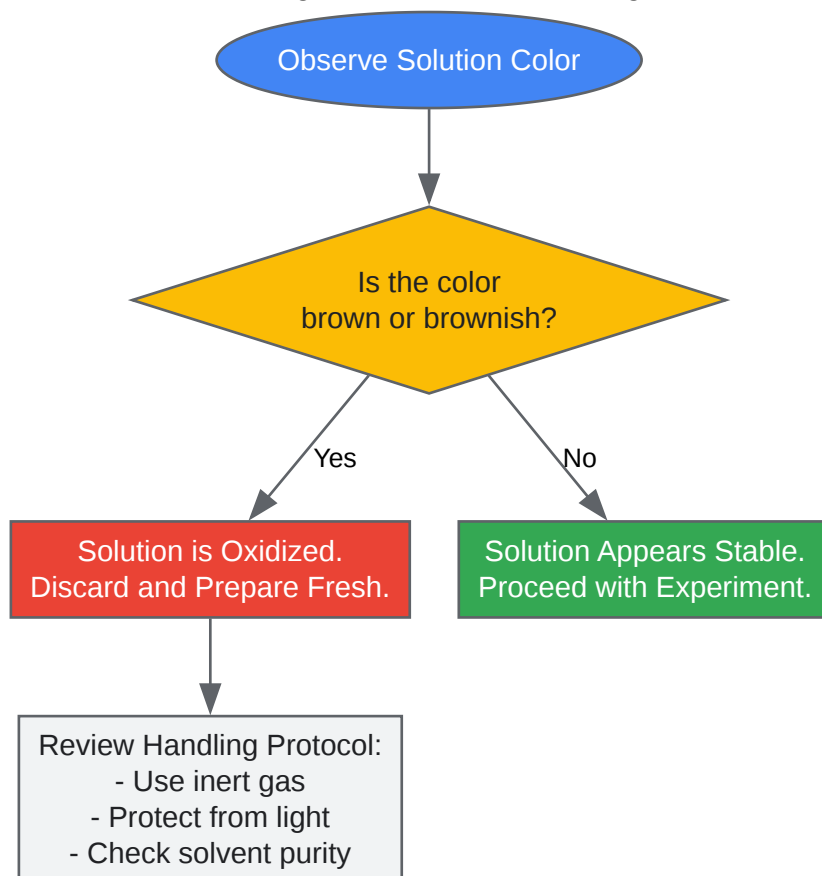 Observe Solution Color
Is the color
brown or brownish?
Yes
No
Solution is Oxidized.
Discard and Prepare Fresh.
Solution Appears Stable.
Proceed with Experiment.
Review Handling Protocol:
- Use inert gas
- Protect from light
- Check solvent purity